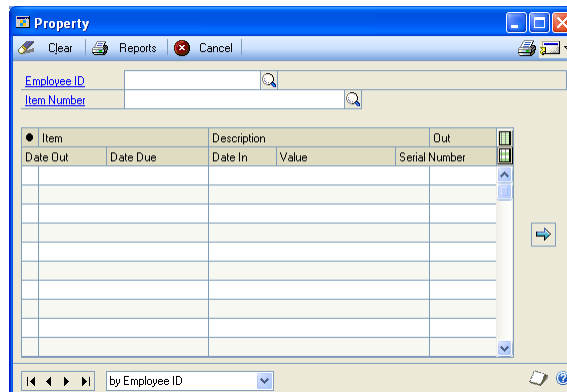 Property
Clear Reports Cancel
Employee ID
Item Number
Item Description Out
Date Out Date Due Date In Value Serial Number
by Employee ID